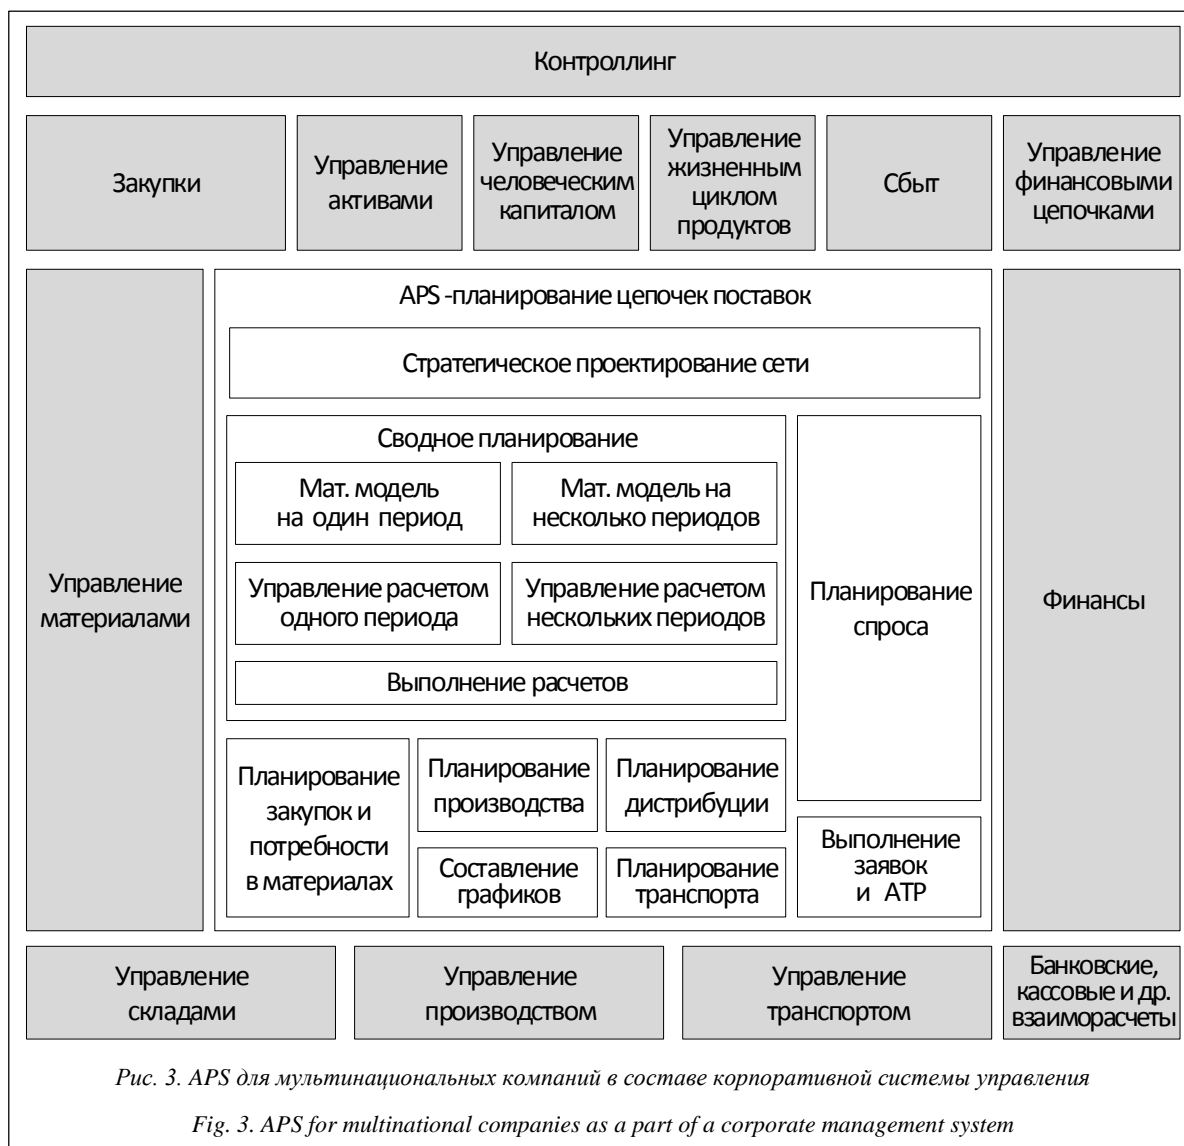 Контроллинг
Закупки
Управление
активами
Управление
человеческим
капиталом
Управление
жизненным
циклом
продуктов
Сбыт
Управление
финансовыми
цепочками
Управление
материалами
APS -планирование цепочек поставок
Стратегическое проектирование сети
Сводное планирование
Мат. модель
на один период
Мат. модель на
несколько периодов
Управление расчетом
одного периода
Управление расчетом
нескольких периодов
Выполнение расчетов
Планирование
спроса
Планирование
закупок и
потребности
в материалах
Планирование
производства
Планирование
дистрибуции
Составление
графиков
Планирование
транспорта
Выполнение
заявок
и АТР
Финансы
Управление
складами
Управление
производством
Управление
транспортом
Банковские,
кассовые и др.
взаиморасчеты
Рис. 3. APS для мультинациональных компаний в составе корпоративной системы управления
Fig. 3. APS for multinational companies as a part of a corporate management system